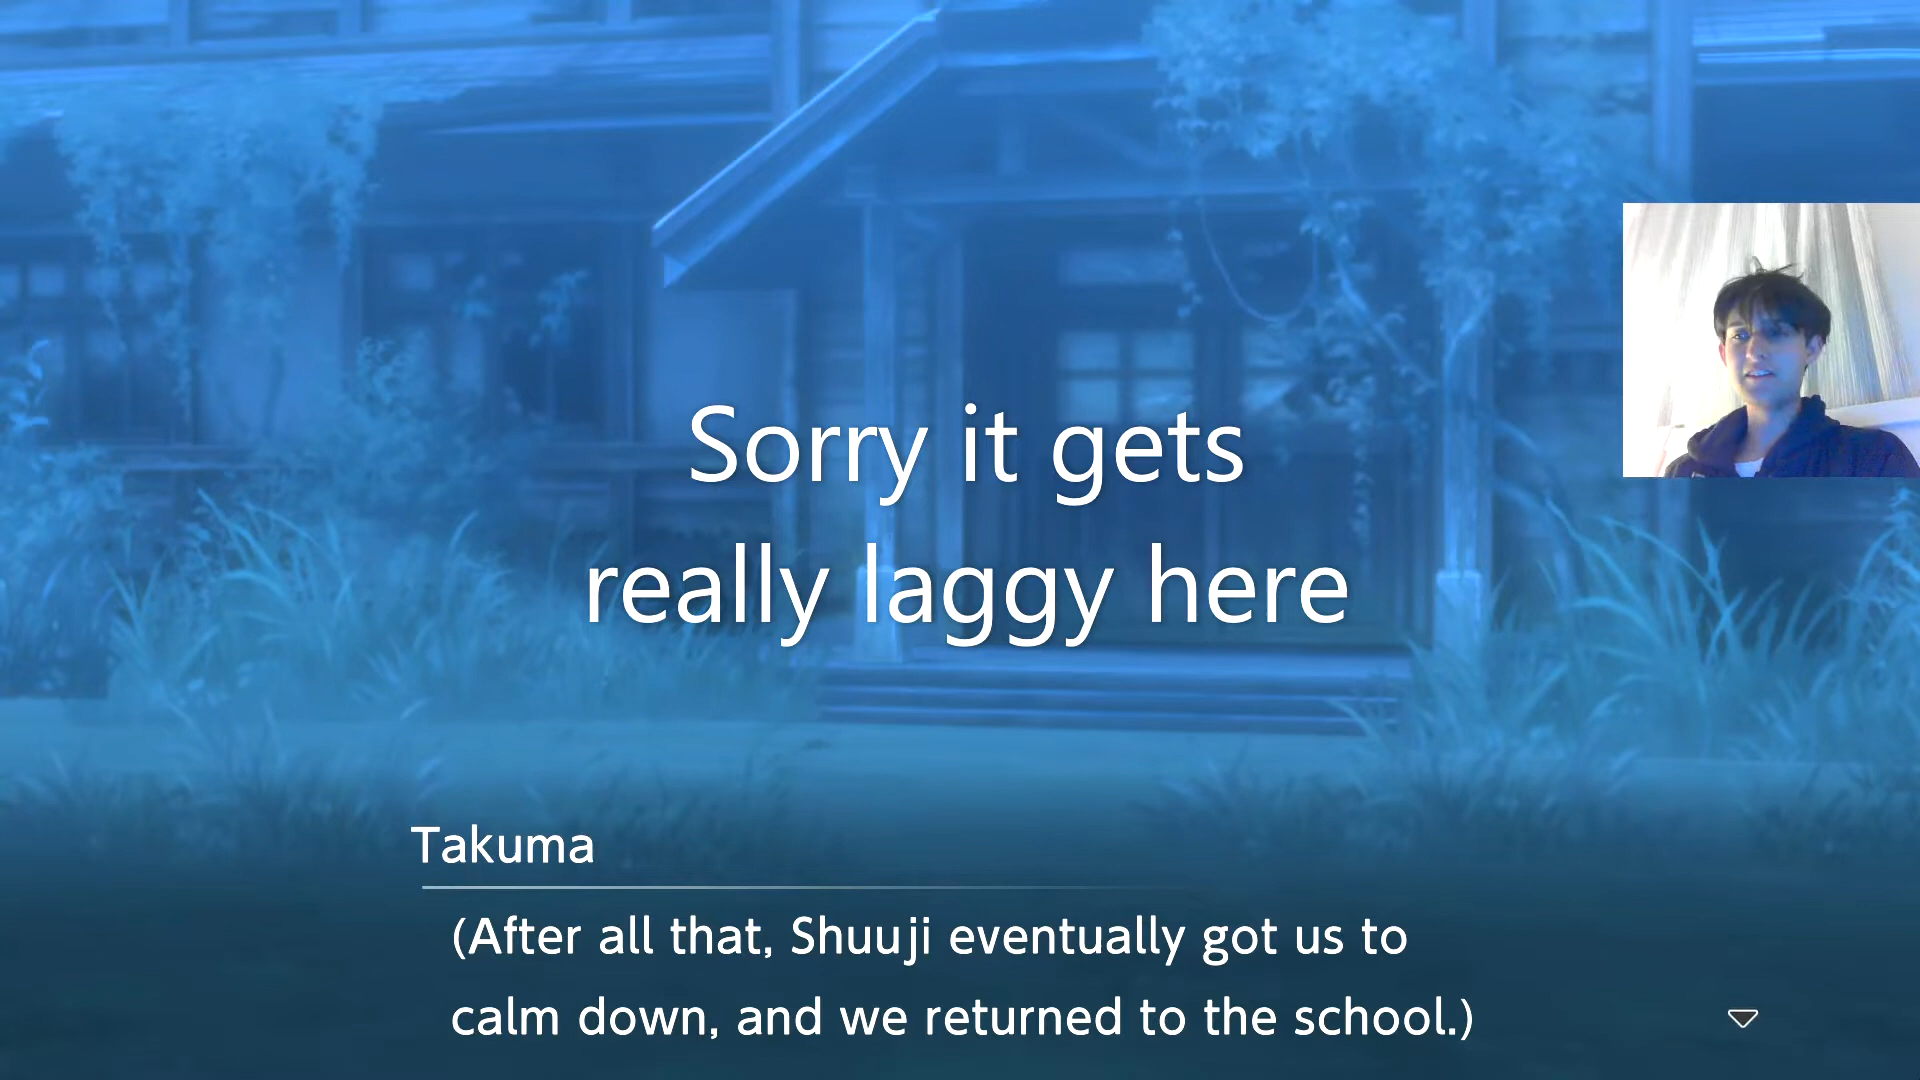 Sorry it gets
really laggy here
Takuma
(After all that, Shuuji eventually got us to
calm down, and we returned to the school.)